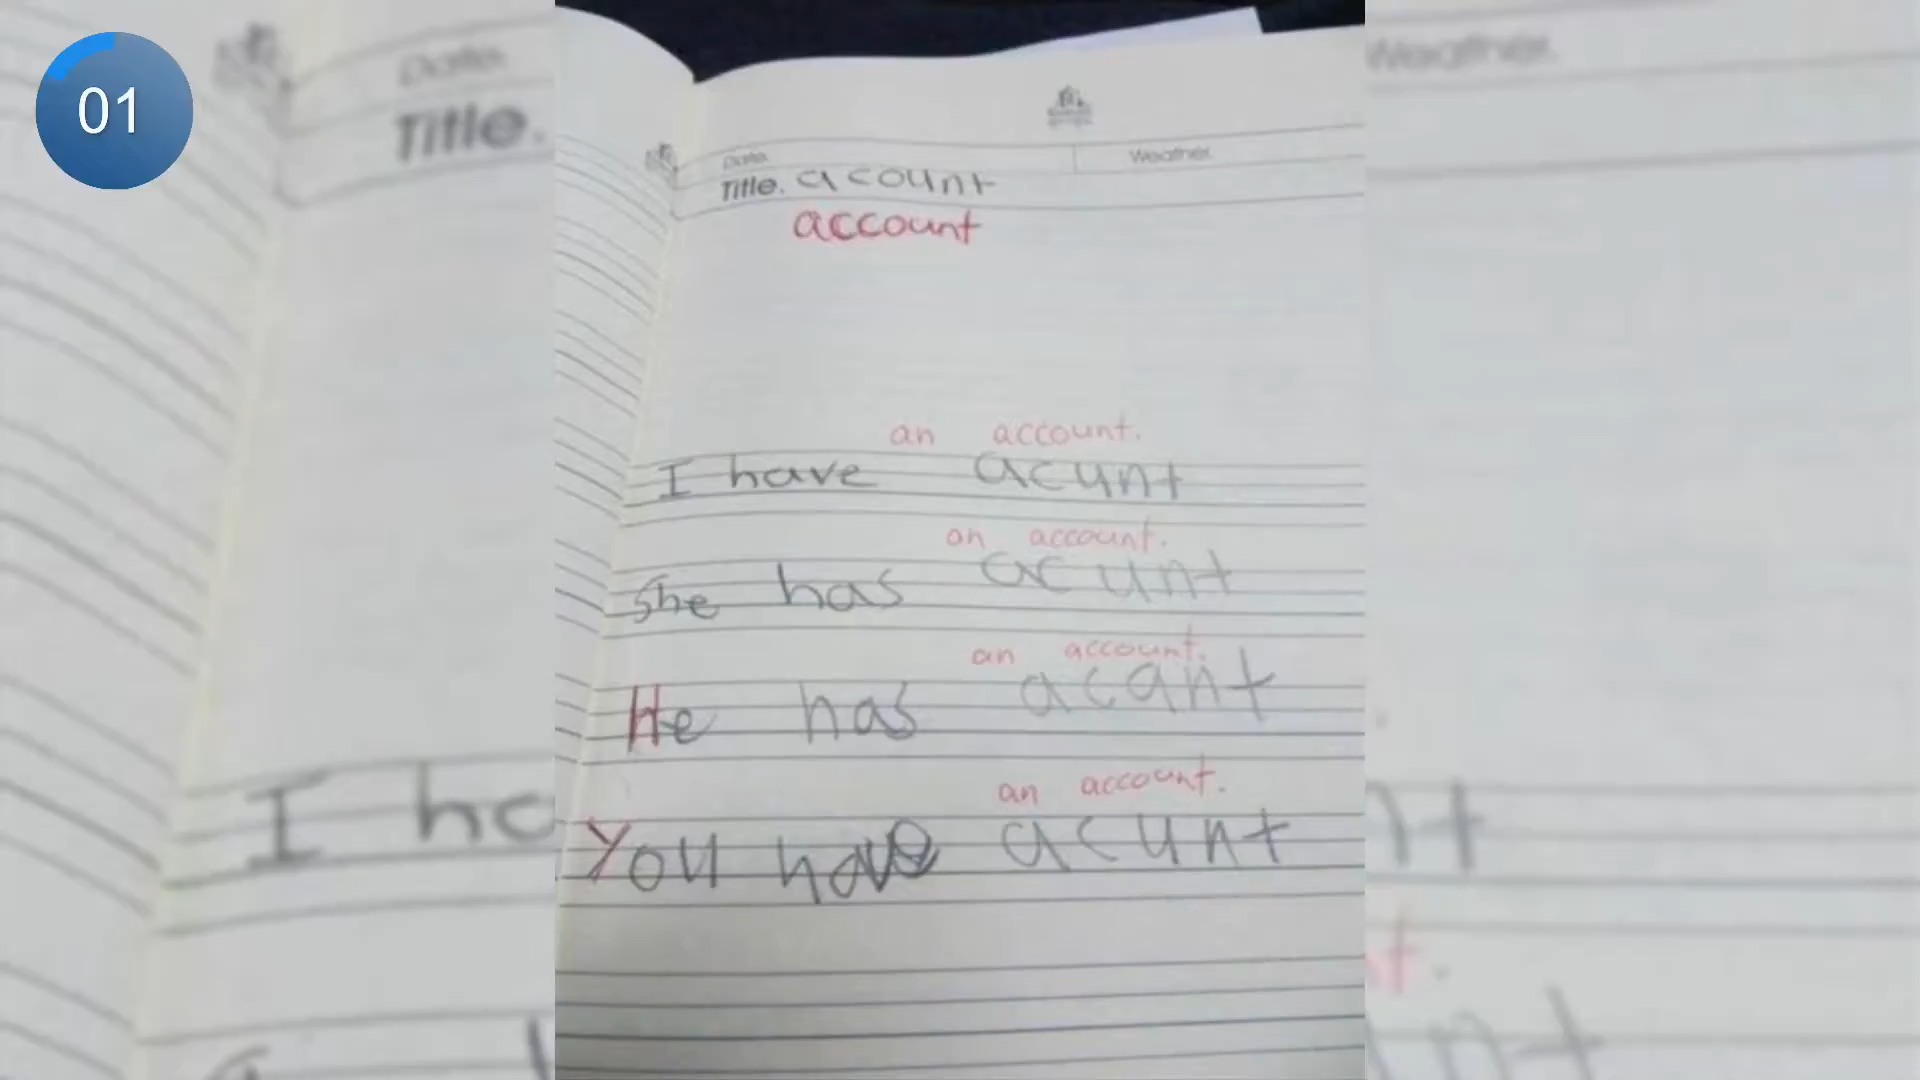 01
Date.
Weather.
Title. acount
account
an account.
I have acunt
an account.
She has acunt
an account.
He has acant
an account.
You have acunt